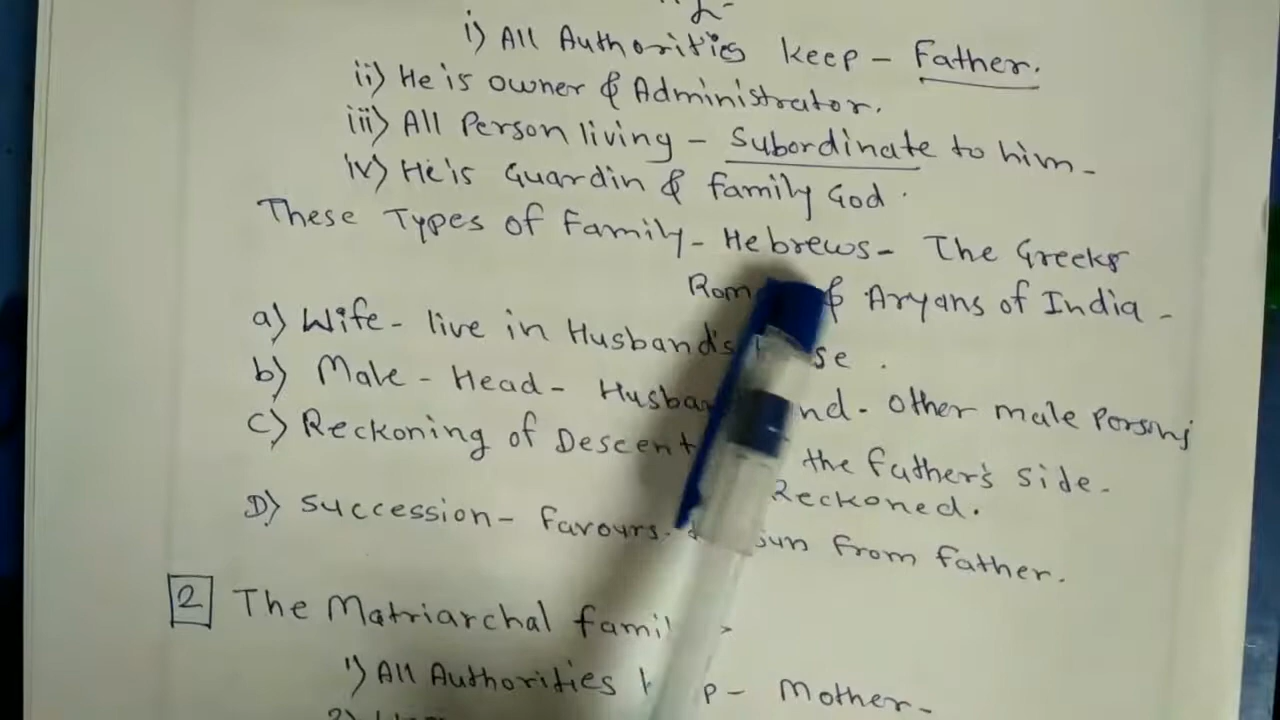 i) All Authorities keep - Father.
ii) He is owner & Administrator.
iii) All Person living - Subordinate to him -
iv) He is Guardin & family God.
These Types of Family - Hebrews - The Greeks
& Aryans of India -
a) Wife - live in Husband's
b) Male - Head - and - Other male Persons
c) Reckoning of Descent the father's side -
Reckoned.
D) Succession - favours from father.
2 The Matriarchal
1) All Authorities - Mother -